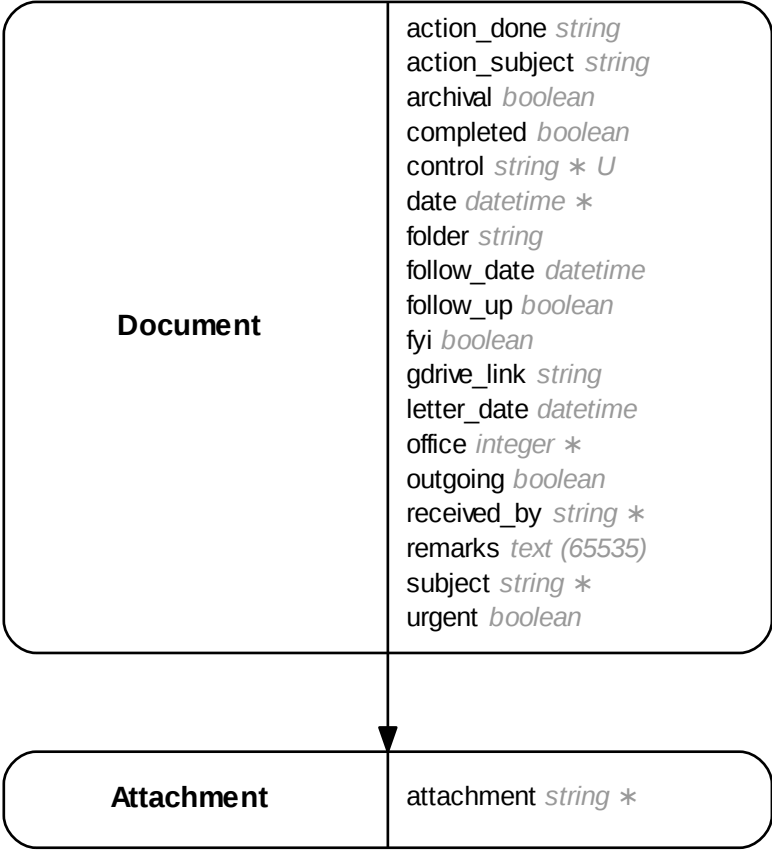 Document
action_done string
action_subject string
archival boolean
completed boolean
control string ∗ U
date datetime ∗
folder string
follow_date datetime
follow_up boolean
fyi boolean
gdrive_link string
letter_date datetime
office integer ∗
outgoing boolean
received_by string ∗
remarks text (65535)
subject string ∗
urgent boolean
Attachment
attachment string ∗